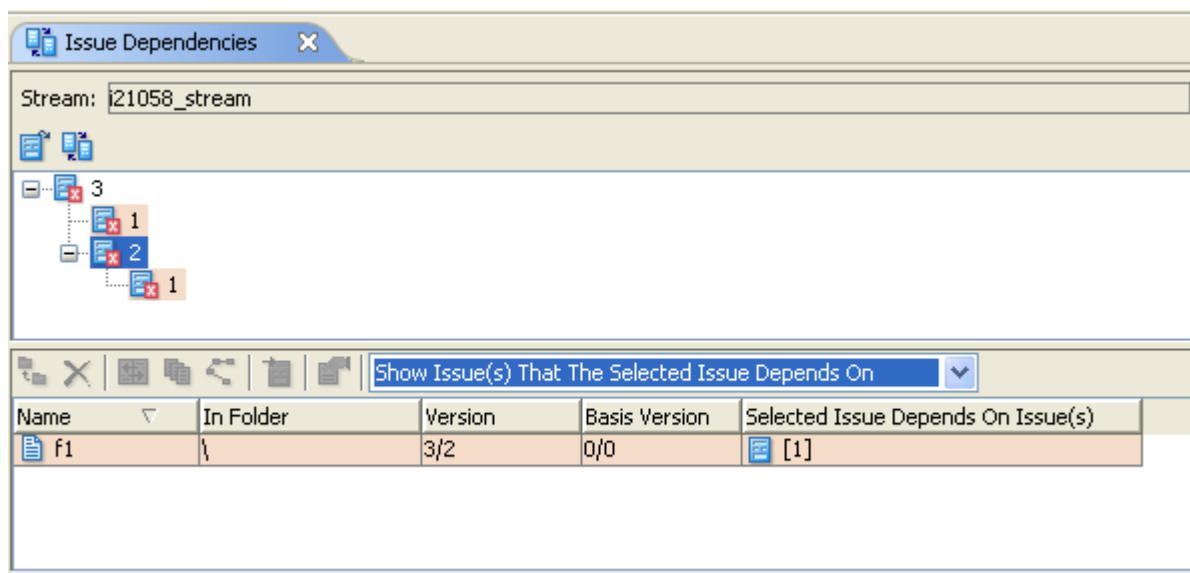 Issue Dependencies
Stream: i21058_stream
3
1
2
1
Show Issue(s) That The Selected Issue Depends On
Name In Folder Version Basis Version Selected Issue Depends On Issue(s)
f1 \ 3/2 0/0 [1]